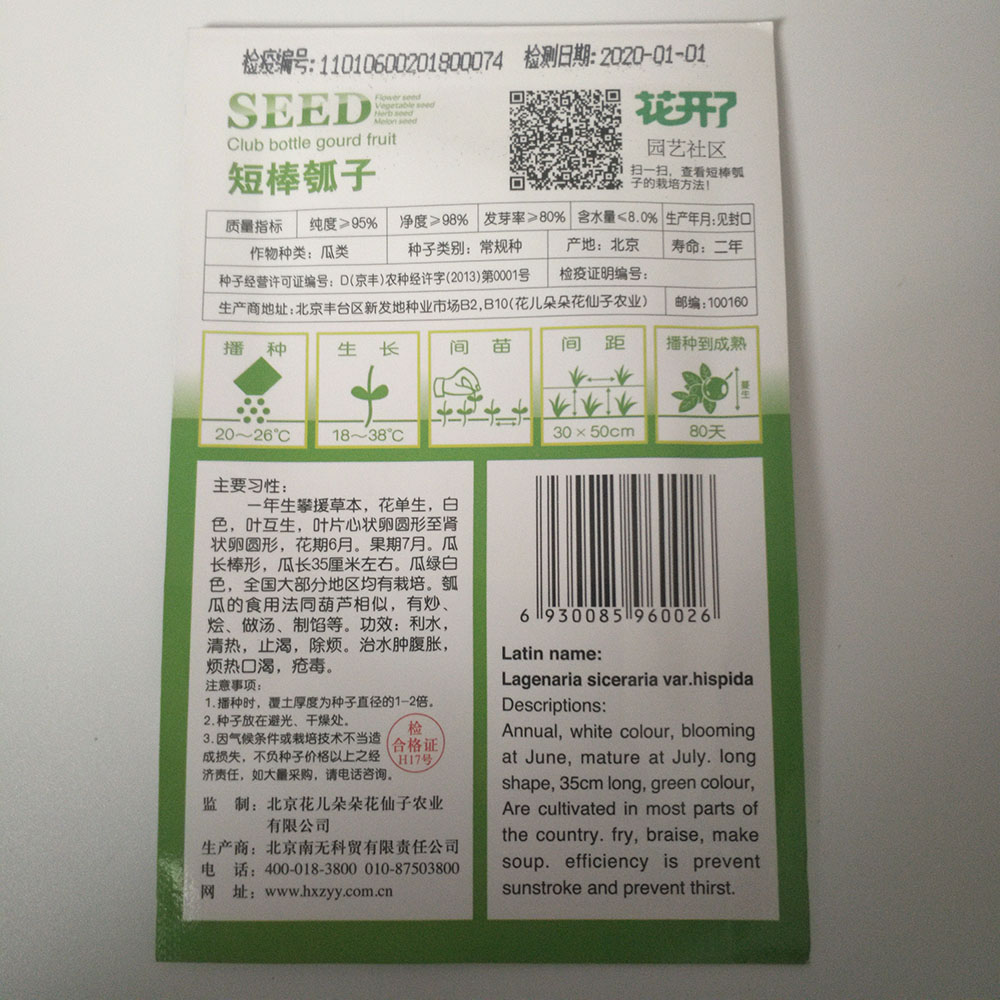 检疫编号:11010600201800074 检测日期:2020-01-01
SEED
Flower seed
Vegetable seed
Herb seed
Melon seed
Club bottle gourd fruit
短棒瓠子
花开了
园艺社区
扫一扫，查看短棒瓠
子的栽培方法!
质量指标 纯度≥95% 净度≥98% 发芽率≥80% 含水量≤8.0% 生产年月:见封口
作物种类：瓜类 种子类别：常规种 产地：北京 寿命：二年
种子经营许可证编号：D(京丰)农种经许字(2013)第0001号 检疫证明编号：
生产商地址:北京丰台区新发地种业市场B2,B10(花儿朵朵花仙子农业) 邮编:100160
播种 生长 间苗 间距 播种到成熟
蔓生
20～26℃ 18～38℃ 30×50cm 80天
主要习性：
一年生攀援草本，花单生，白
色，叶互生，叶片心状卵圆形至肾
状卵圆形，花期6月。果期7月。瓜
长棒形，瓜长35厘米左右。瓜绿白
色，全国大部分地区均有栽培。瓠
瓜的食用法同葫芦相似，有炒、
烩、做汤、制馅等。功效：利水，
清热，止渴，除烦。治水肿腹胀，
烦热口渴，疮毒。
注意事项：
1.播种时，覆土厚度为种子直径的1-2倍。
2.种子放在避光、干燥处。
3.因气候条件或栽培技术不当造
成损失，不负种子价格以上之经
济责任，如大量采购，请电话咨询。
检
合格证
H17号
监 制：北京花儿朵朵花仙子农业
有限公司
生产商：北京南无科贸有限责任公司
电 话：400-018-3800 010-87503800
网 址：www.hxzyy.com.cn
6 930085 960026
Latin name:
Lagenaria siceraria var.hispida
Descriptions:
Annual, white colour, blooming
at June, mature at July. long
shape, 35cm long, green colour,
Are cultivated in most parts of
the country. fry, braise, make
soup. efficiency is prevent
sunstroke and prevent thirst.